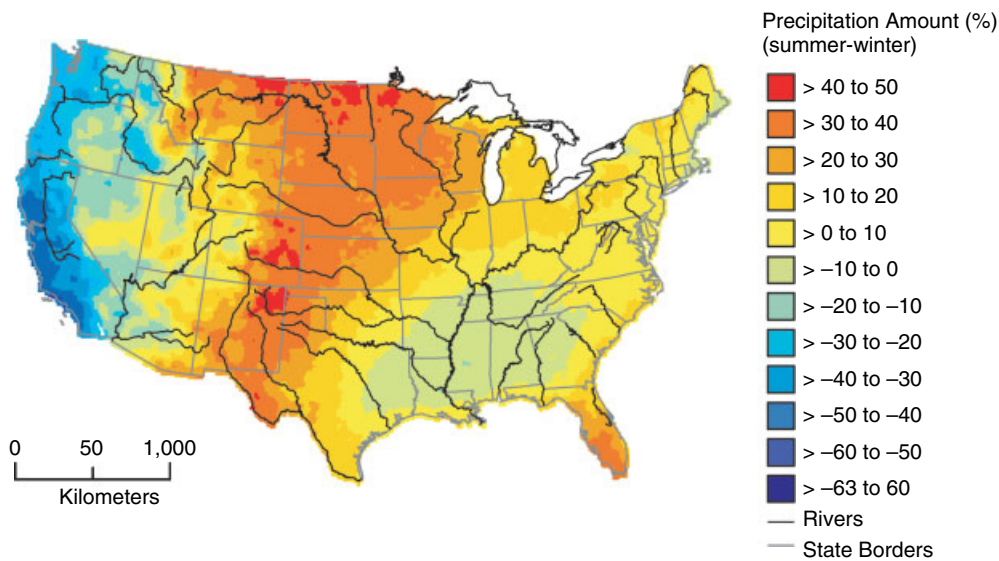 Precipitation Amount (%)
(summer-winter)
> 40 to 50
> 30 to 40
> 20 to 30
> 10 to 20
> 0 to 10
> –10 to 0
> –20 to –10
> –30 to –20
> –40 to –30
> –50 to –40
> –60 to –50
> –63 to 60
Rivers
State Borders
0 50 1,000
Kilometers